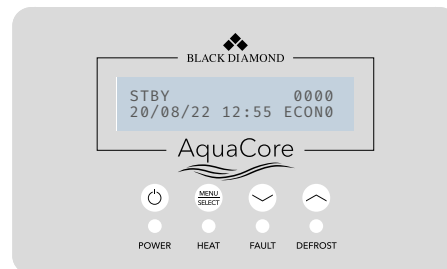 BLACK DIAMOND
STBY 0000
20/08/22 12:55 ECON0
AquaCore
MENU
SELECT
POWER HEAT FAULT DEFROST